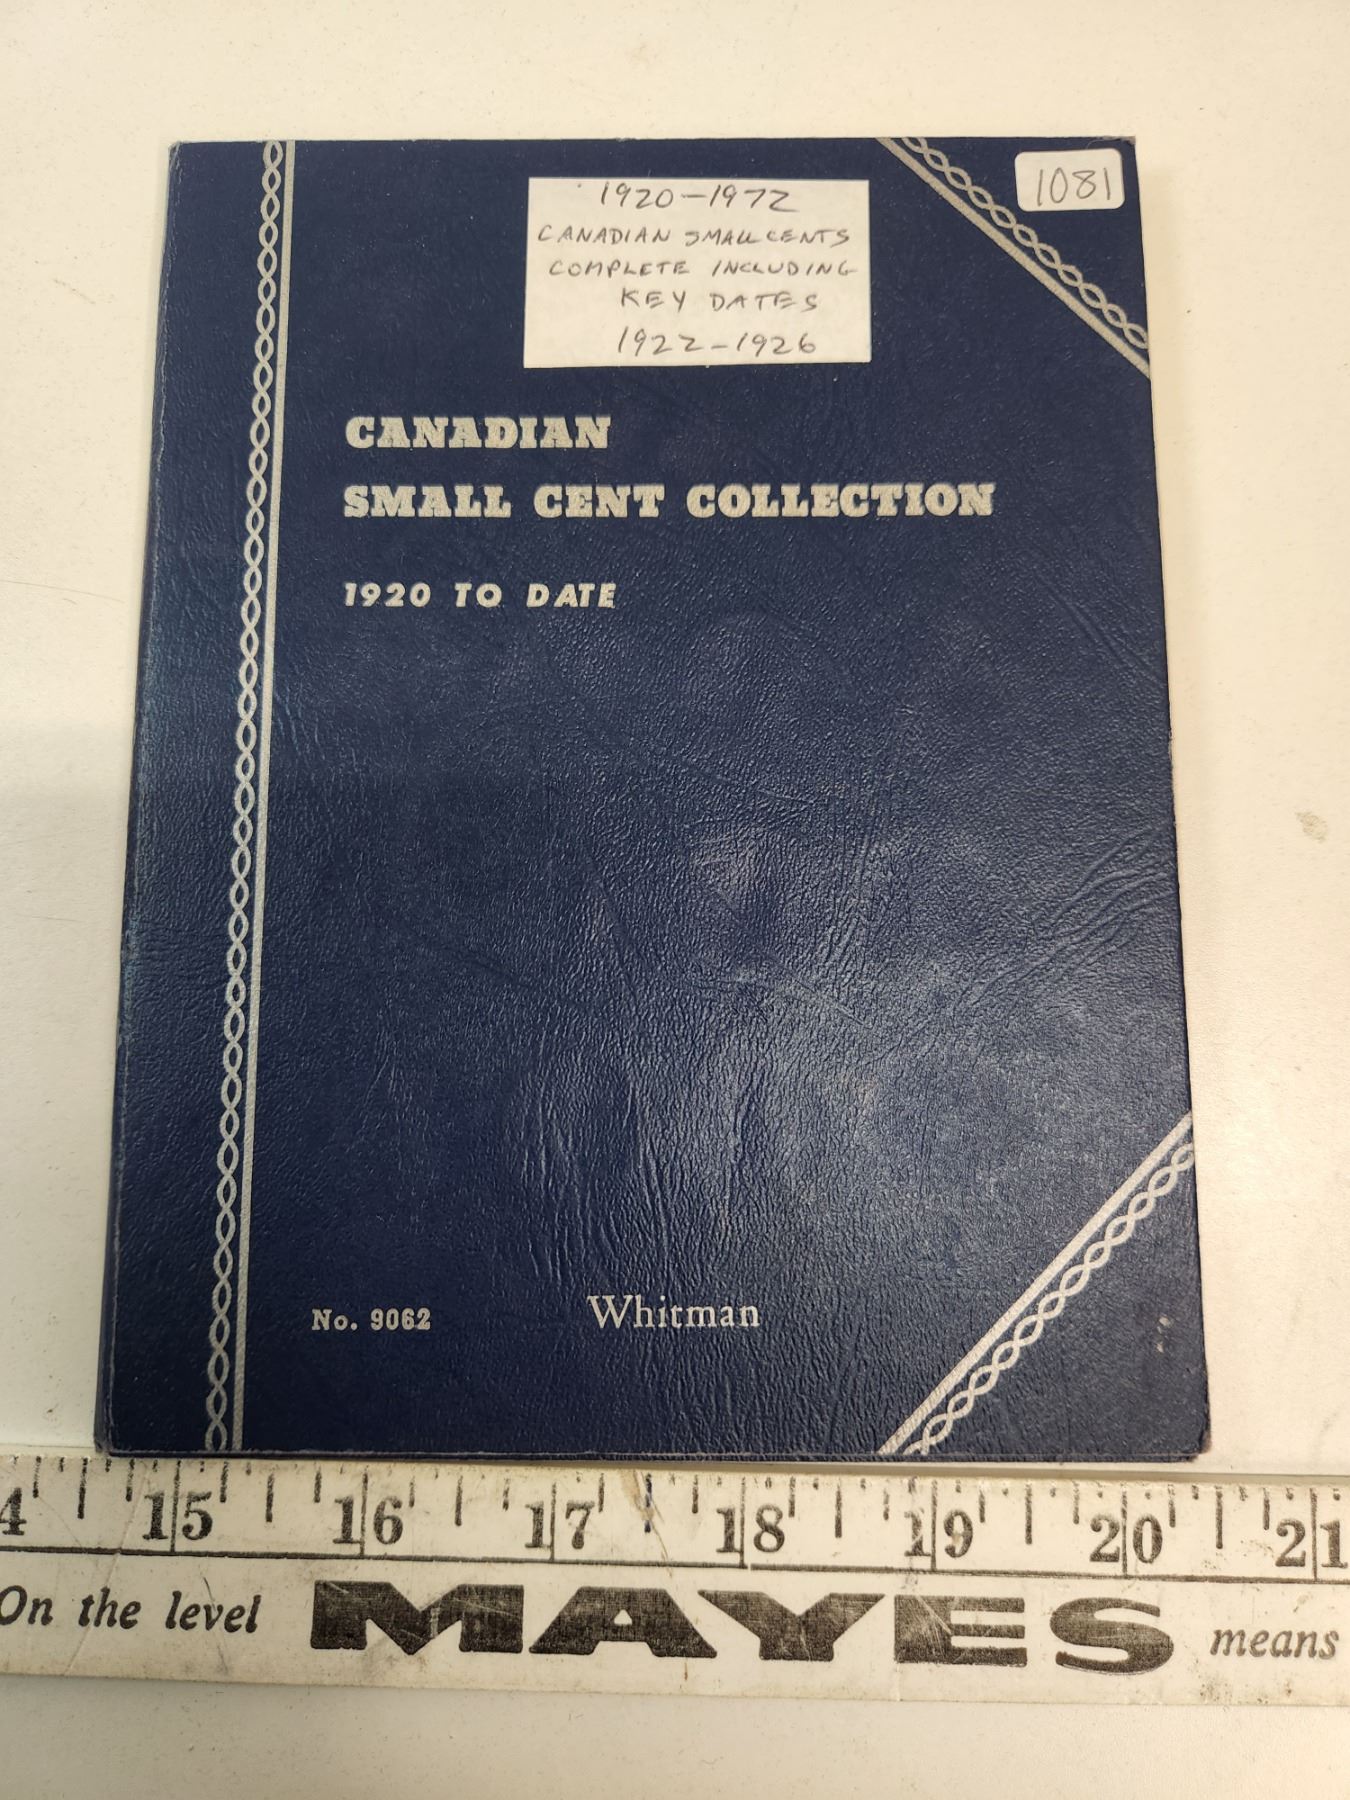 1920-1972
CANADIAN SMALL CENTS
COMPLETE INCLUDING
KEY DATES
1922-1926
1081
CANADIAN
SMALL CENT COLLECTION
1920 TO DATE
No. 9062
Whitman
4 15 16 17 18 19 20 21
On the level MAYES means